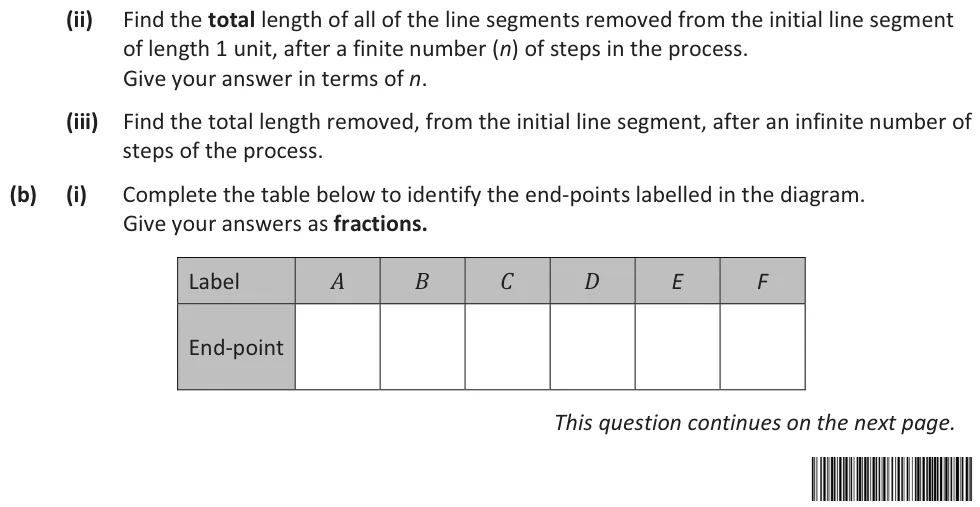 (ii) Find the total length of all of the line segments removed from the initial line segment
of length 1 unit, after a finite number (n) of steps in the process.
Give your answer in terms of n.
(iii) Find the total length removed, from the initial line segment, after an infinite number of
steps of the process.
(b) (i) Complete the table below to identify the end-points labelled in the diagram.
Give your answers as fractions.
Label A B C D E F
End-point
This question continues on the next page.